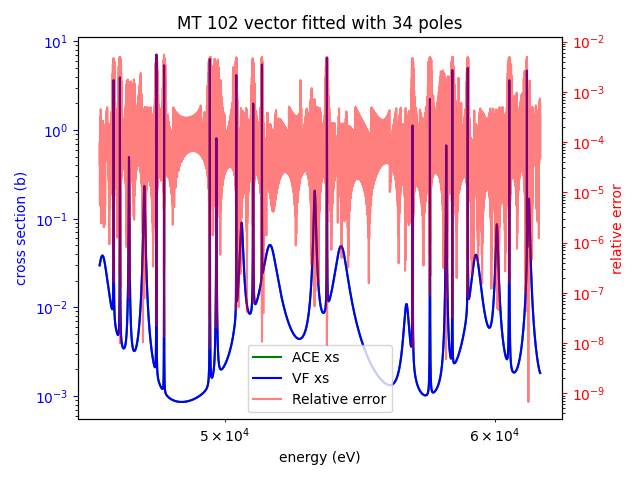 MT 102 vector fitted with 34 poles
10^1
10^0
10^-1
10^-2
10^-3
cross section (b)
10^-2
10^-3
10^-4
10^-5
10^-6
10^-7
10^-8
10^-9
relative error
ACE xs
VF xs
Relative error
5 × 10^4
6 × 10^4
energy (eV)